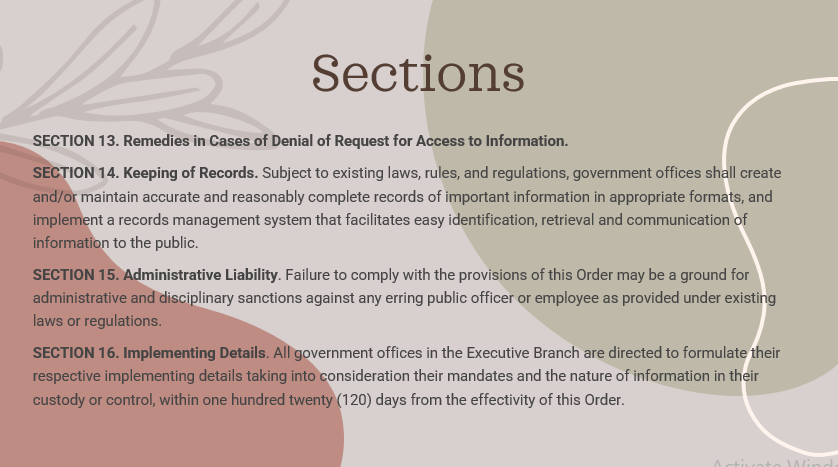 Sections
SECTION 13. Remedies in Cases of Denial of Request for Access to Information.
SECTION 14. Keeping of Records. Subject to existing laws, rules, and regulations, government offices shall create
and/or maintain accurate and reasonably complete records of important information in appropriate formats, and
implement a records management system that facilitates easy identification, retrieval and communication of
information to the public.
SECTION 15. Administrative Liability. Failure to comply with the provisions of this Order may be a ground for
administrative and disciplinary sanctions against any erring public officer or employee as provided under existing
laws or regulations.
SECTION 16. Implementing Details. All government offices in the Executive Branch are directed to formulate their
respective implementing details taking into consideration their mandates and the nature of information in their
custody or control, within one hundred twenty (120) days from the effectivity of this Order.
Activate